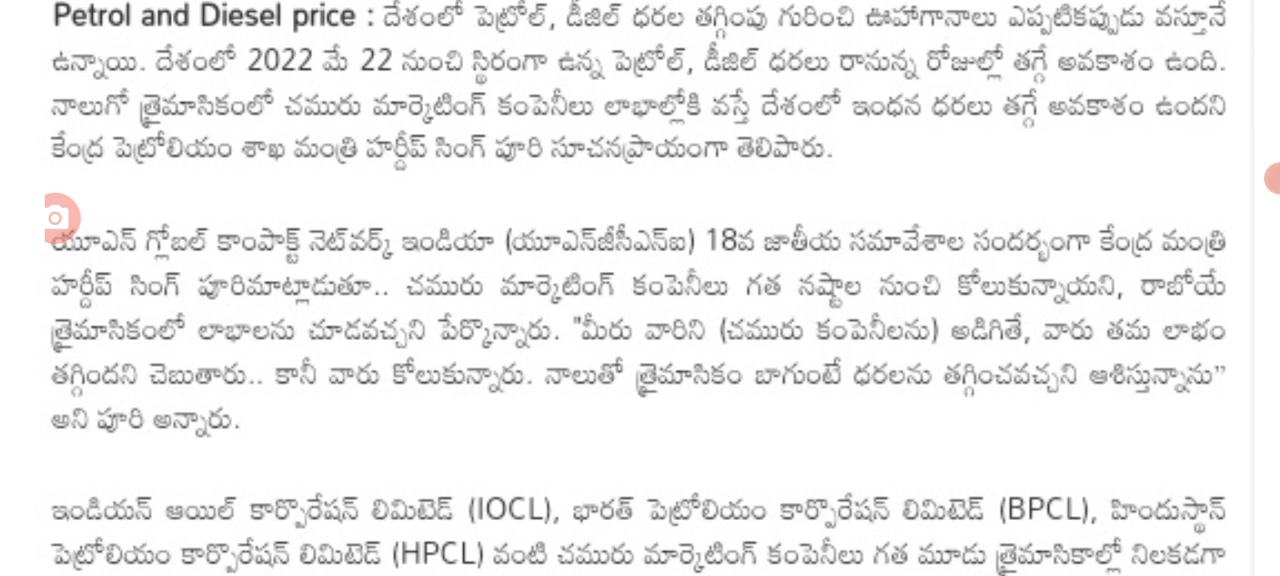 Petrol and Diesel price : దేశంలో పెట్రోల్, డీజిల్ ధరల తగ్గింపు గురించి ఊహాగానాలు ఎప్పటికప్పుడు వస్తూనే
ఉన్నాయి. దేశంలో 2022 మే 22 నుంచి స్థిరంగా ఉన్న పెట్రోల్, డీజిల్ ధరలు రానున్న రోజుల్లో తగ్గే అవకాశం ఉంది.
నాలుగో త్రైమాసికంలో చమురు మార్కెటింగ్ కంపెనీలు లాభాల్లోకి వస్తే దేశంలో ఇంధన ధరలు తగ్గే అవకాశం ఉందని
కేంద్ర పెట్రోలియం శాఖ మంత్రి హర్దీప్ సింగ్ పూరి సూచనప్రాయంగా తెలిపారు.
యూఎన్ గ్లోబల్ కాంపాక్ట్ నెట్‌వర్క్ ఇండియా (యూఎన్‌జీసీఎన్ఐ) 18వ జాతీయ సమావేశాల సందర్భంగా కేంద్ర మంత్రి
హర్దీప్ సింగ్ పూరిమాట్లాడుతూ.. చమురు మార్కెటింగ్ కంపెనీలు గత నష్టాల నుంచి కోలుకున్నాయని, రాబోయే
త్రైమాసికంలో లాభాలను చూడవచ్చని పేర్కొన్నారు. "మీరు వారిని (చమురు కంపెనీలను) అడిగితే, వారు తమ లాభం
తగ్గిందని చెబుతారు.. కానీ వారు కోలుకున్నారు. నాలుతో త్రైమాసికం బాగుంటే ధరలను తగ్గించవచ్చని ఆశిస్తున్నాను”
అని పూరి అన్నారు.
ఇండియన్ ఆయిల్ కార్పొరేషన్ లిమిటెడ్ (IOCL), భారత్ పెట్రోలియం కార్పొరేషన్ లిమిటెడ్ (BPCL), హిందుస్థాన్
పెట్రోలియం కార్పొరేషన్ లిమిటెడ్ (HPCL) వంటి చమురు మార్కెటింగ్ కంపెనీలు గత మూడు త్రైమాసికాల్లో నిలకడగా